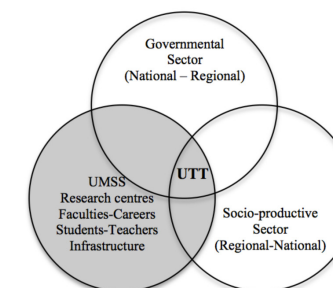 Governmental
Sector
(National – Regional)
UTT
UMSS
Research centres
Faculties-Careers
Students-Teachers
Infrastructure
Socio-productive
Sector
(Regional-National)